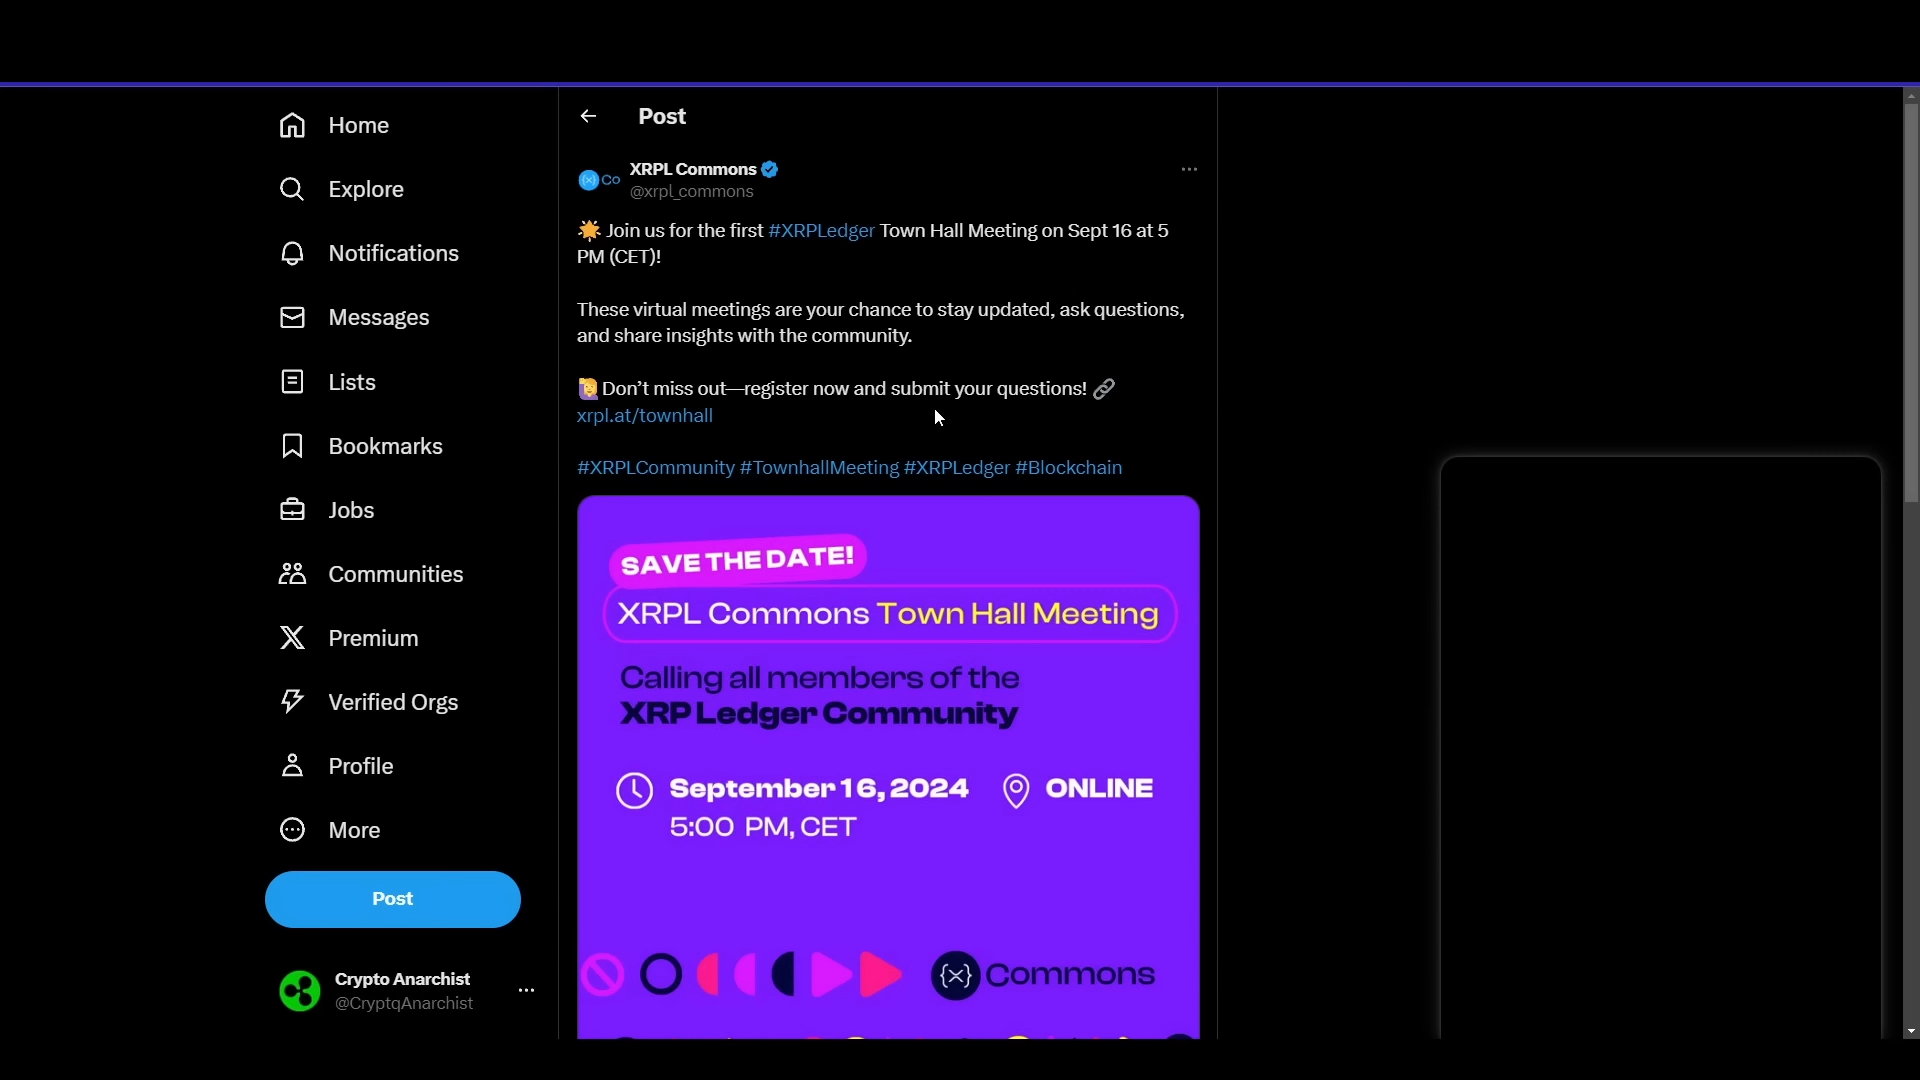 Home
Explore
Notifications
Messages
Lists
Bookmarks
Jobs
Communities
Premium
Verified Orgs
Profile
More
Post
Crypto Anarchist
@CryptqAnarchist
Post
Co
XRPL Commons
@xrpl_commons
🌟 Join us for the first #XRPLedger Town Hall Meeting on Sept 16 at 5
PM (CET)!
These virtual meetings are your chance to stay updated, ask questions,
and share insights with the community.
🙋 Don’t miss out—register now and submit your questions! 🔗
xrpl.at/townhall
#XRPLCommunity #TownhallMeeting #XRPLedger #Blockchain
SAVE THE DATE!
XRPL Commons Town Hall Meeting
Calling all members of the
XRP Ledger Community
September 16, 2024 ONLINE
5:00 PM, CET
{x} Commons